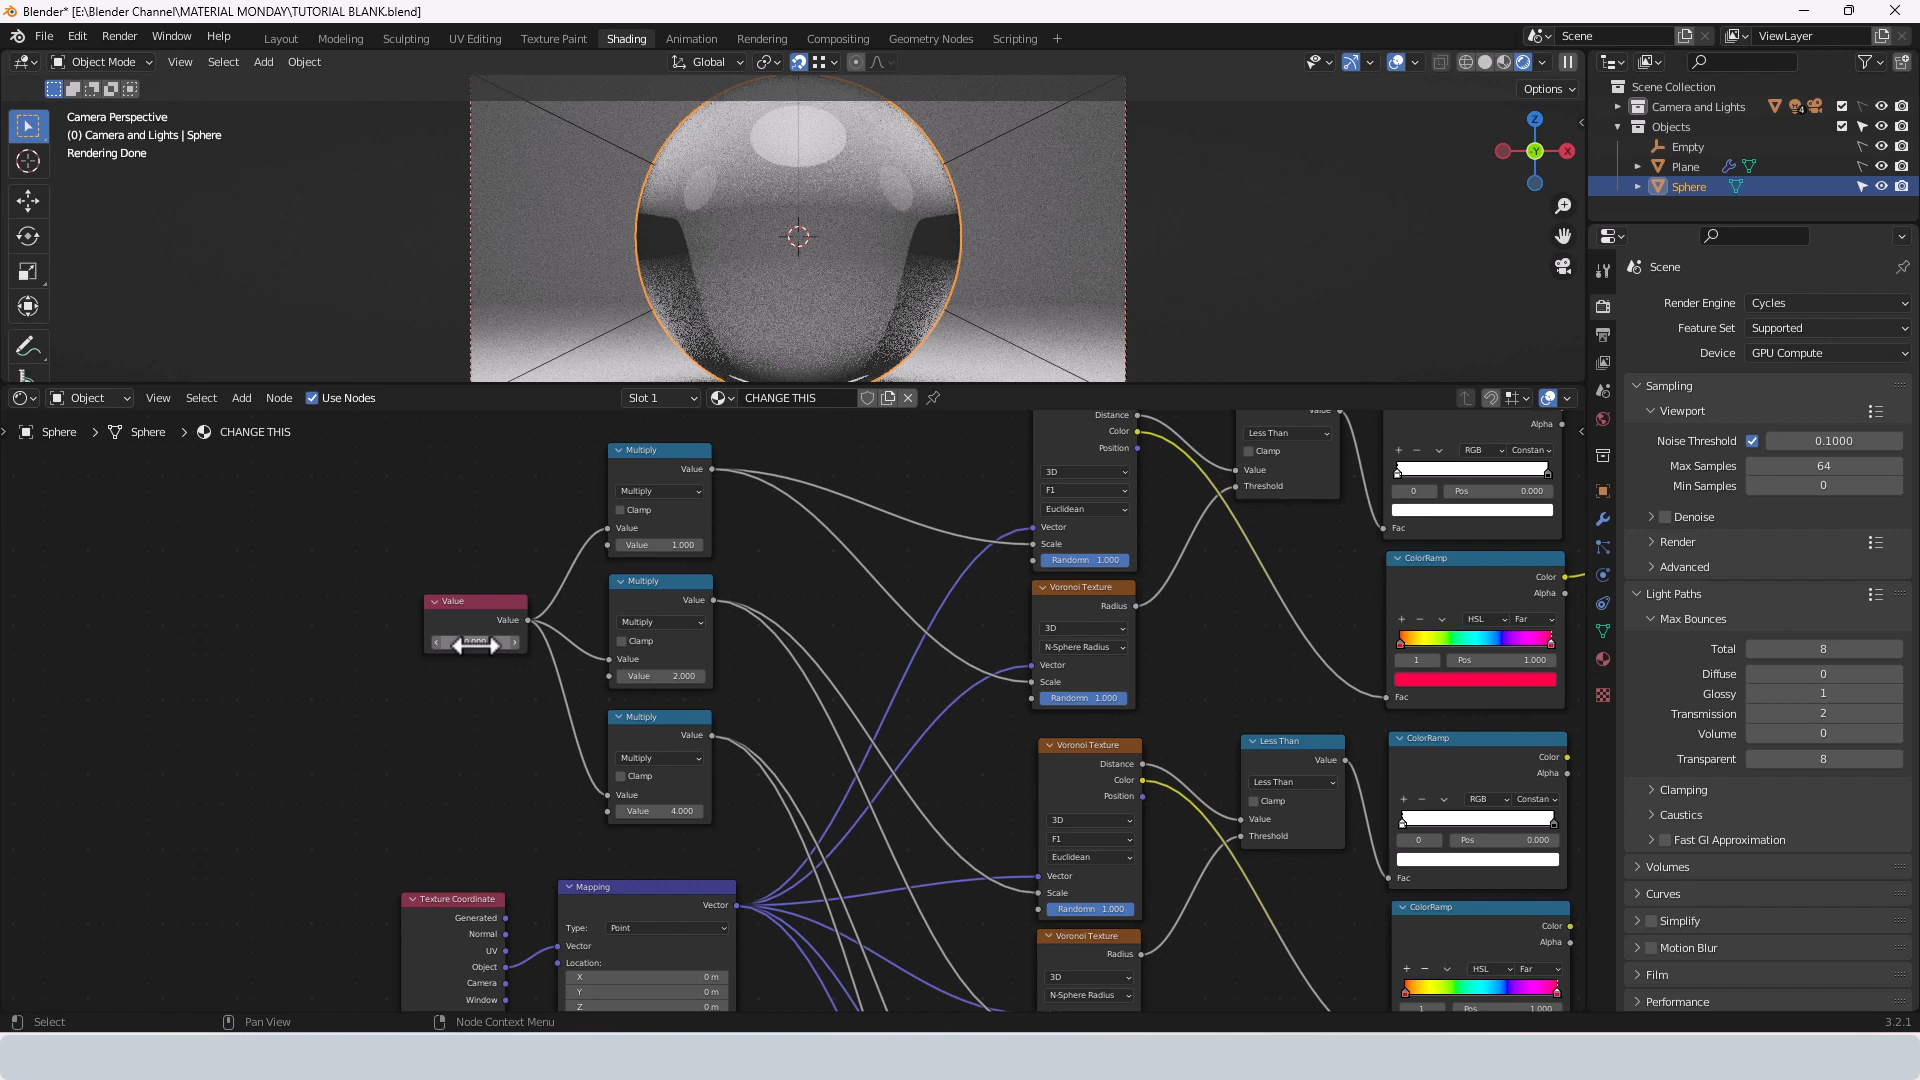 Blender* [E:\Blender Channel\MATERIAL MONDAY\TUTORIAL BLANK.blend]
File Edit Render Window Help
Layout Modeling Sculpting UV Editing Texture Paint Shading Animation Rendering Compositing Geometry Nodes Scripting +
Scene
ViewLayer
Object Mode View Select Add Object
Global
Options
Camera Perspective
(0) Camera and Lights | Sphere
Rendering Done
Z
-Y
X
Scene Collection
Camera and Lights
4
Objects
Empty
Plane
Sphere
Scene
Render Engine Cycles
Feature Set Supported
Device GPU Compute
Sampling
Viewport
Noise Threshold 0.1000
Max Samples 64
Min Samples 0
Denoise
Render
Advanced
Light Paths
Max Bounces
Total 8
Diffuse 0
Glossy 1
Transmission 2
Volume 0
Transparent 8
Clamping
Caustics
Fast GI Approximation
Volumes
Curves
Simplify
Motion Blur
Film
Performance
Object View Select Add Node Use Nodes
Slot 1
CHANGE THIS
Sphere > Sphere > CHANGE THIS
Multiply
Value
Multiply
Clamp
Value
Value 1.000
Multiply
Value
Multiply
Clamp
Value
Value 2.000
Multiply
Value
Multiply
Clamp
Value
Value 4.000
Value
Value
Texture Coordinate
Generated
Normal
UV
Object
Camera
Window
Mapping
Vector
Type: Point
Vector
Location:
X 0 m
Y 0 m
Z 0 m
Distance
Color
Position
3D
F1
Euclidean
Vector
Scale
Randomn 1.000
Voronoi Texture
Radius
3D
N-Sphere Radius
Vector
Scale
Randomn 1.000
Voronoi Texture
Distance
Color
Position
3D
F1
Euclidean
Vector
Scale
Randomn 1.000
Voronoi Texture
Radius
3D
N-Sphere Radius
Value
Less Than
Clamp
Value
Threshold
Less Than
Value
Less Than
Clamp
Value
Threshold
Alpha
RGB Constan
0 Pos 0.000
Fac
ColorRamp
Color
Alpha
HSL Far
1 Pos 1.000
Fac
ColorRamp
Color
Alpha
RGB Constan
0 Pos 0.000
Fac
ColorRamp
Color
Alpha
HSL Far
1 Pos 1.000
Select
Pan View
Node Context Menu
3.2.1